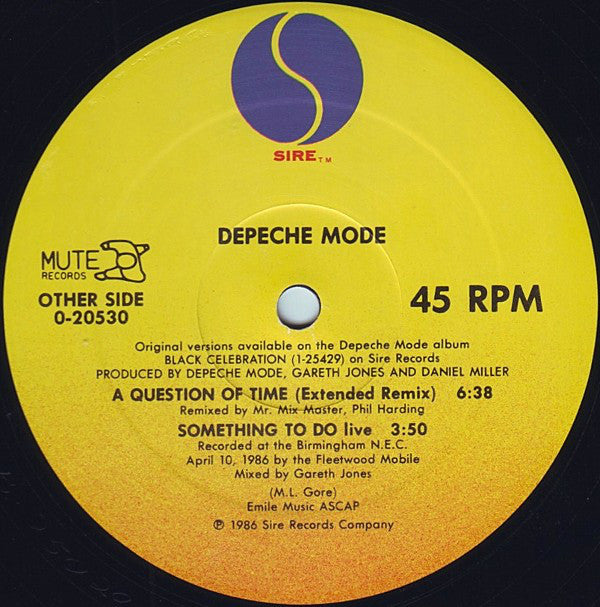 SIRE™
DEPECHE MODE
MUTE
RECORDS
OTHER SIDE
0-20530
45 RPM
Original versions available on the Depeche Mode album
BLACK CELEBRATION (1-25429) on Sire Records
PRODUCED BY DEPECHE MODE, GARETH JONES AND DANIEL MILLER
A QUESTION OF TIME (Extended Remix) 6:38
Remixed by Mr. Mix Master, Phil Harding
SOMETHING TO DO live 3:50
Recorded at the Birmingham N.E.C.
April 10, 1986 by the Fleetwood Mobile
Mixed by Gareth Jones
(M.L. Gore)
Emile Music ASCAP
℗ 1986 Sire Records Company